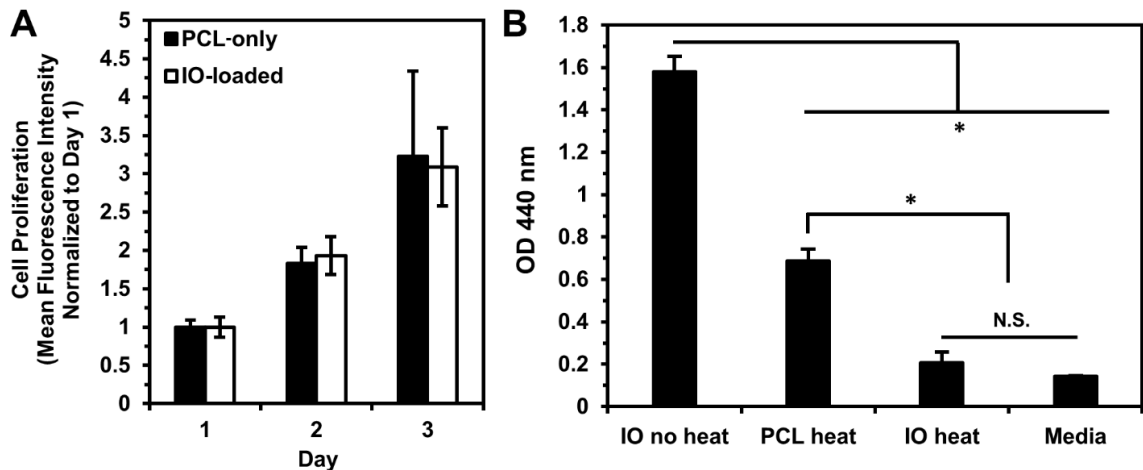 A
Cell Proliferation
(Mean Fluorescence Intensity
Normalized to Day 1)
5
4.5
4
3.5
3
2.5
2
1.5
1
0.5
0
PCL-only
IO-loaded
1 2 3
Day
B
OD 440 nm
1.8
1.6
1.4
1.2
1
0.8
0.6
0.4
0.2
0
*
*
N.S.
IO no heat PCL heat IO heat Media